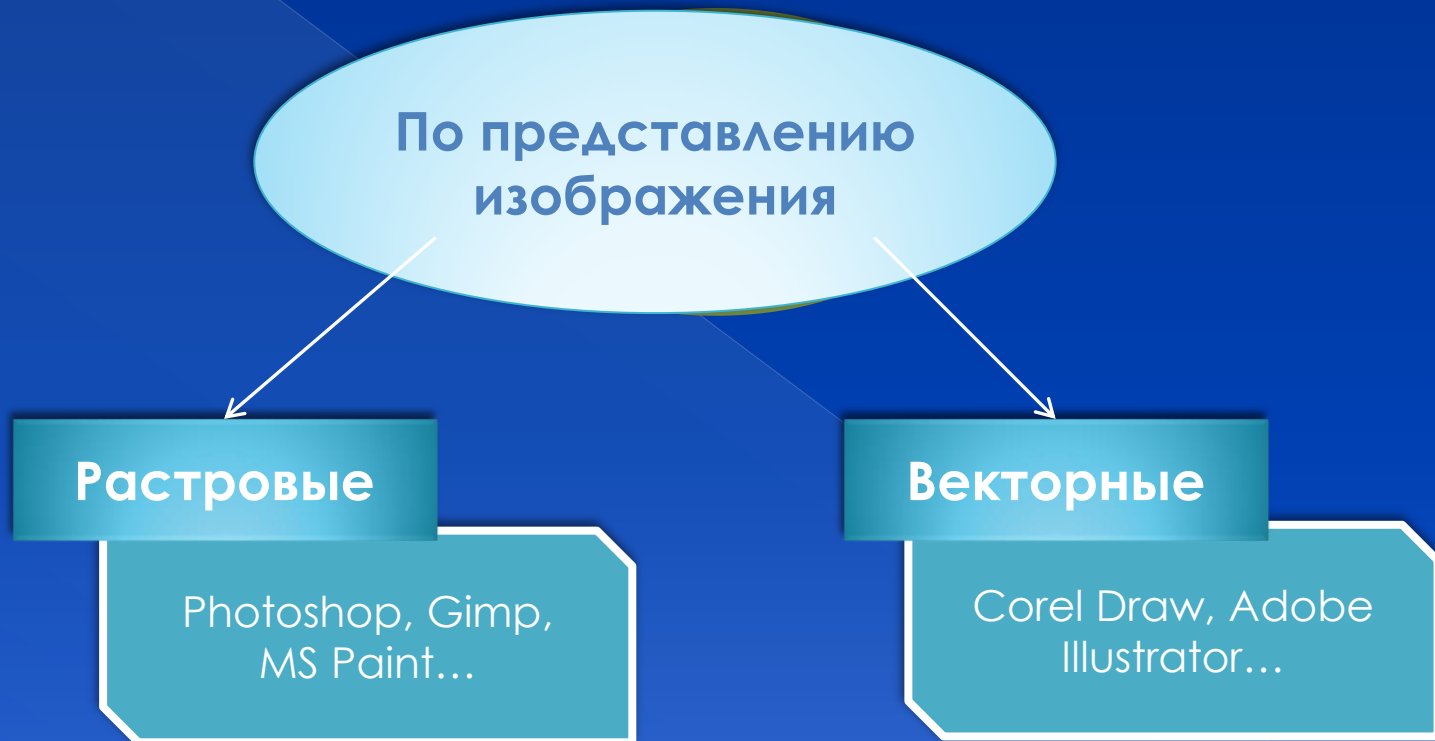 По представлению
изображения
Растровые
Векторные
Photoshop, Gimp,
MS Paint...
Corel Draw, Adobe
Illustrator...